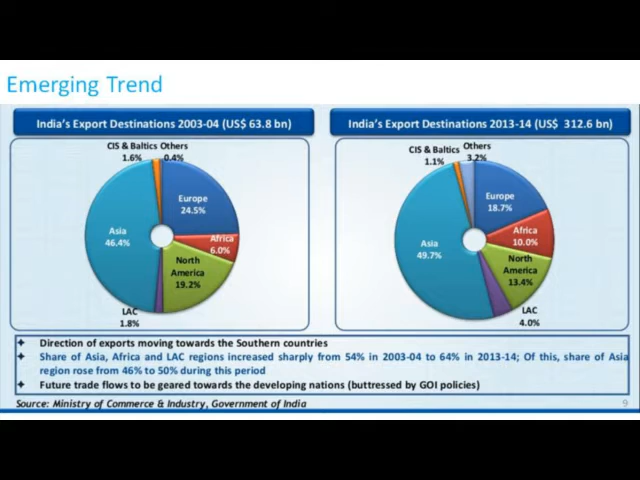 Emerging Trend
India's Export Destinations 2003-04 (US$ 63.8 bn)
CIS & Baltics Others
1.6% 0.4%
Europe
24.5%
Asia
46.4%
Africa
6.0%
North
America
19.2%
LAC
1.8%
India's Export Destinations 2013-14 (US$ 312.6 bn)
CIS & Baltics Others
1.1% 3.2%
Europe
18.7%
Asia
49.7%
Africa
10.0%
North
America
13.4%
LAC
4.0%
Direction of exports moving towards the Southern countries
Share of Asia, Africa and LAC regions increased sharply from 54% in 2003-04 to 64% in 2013-14; Of this, share of Asia
region rose from 46% to 50% during this period
Future trade flows to be geared towards the developing nations (buttressed by GOI policies)
Source: Ministry of Commerce & Industry, Government of India
9